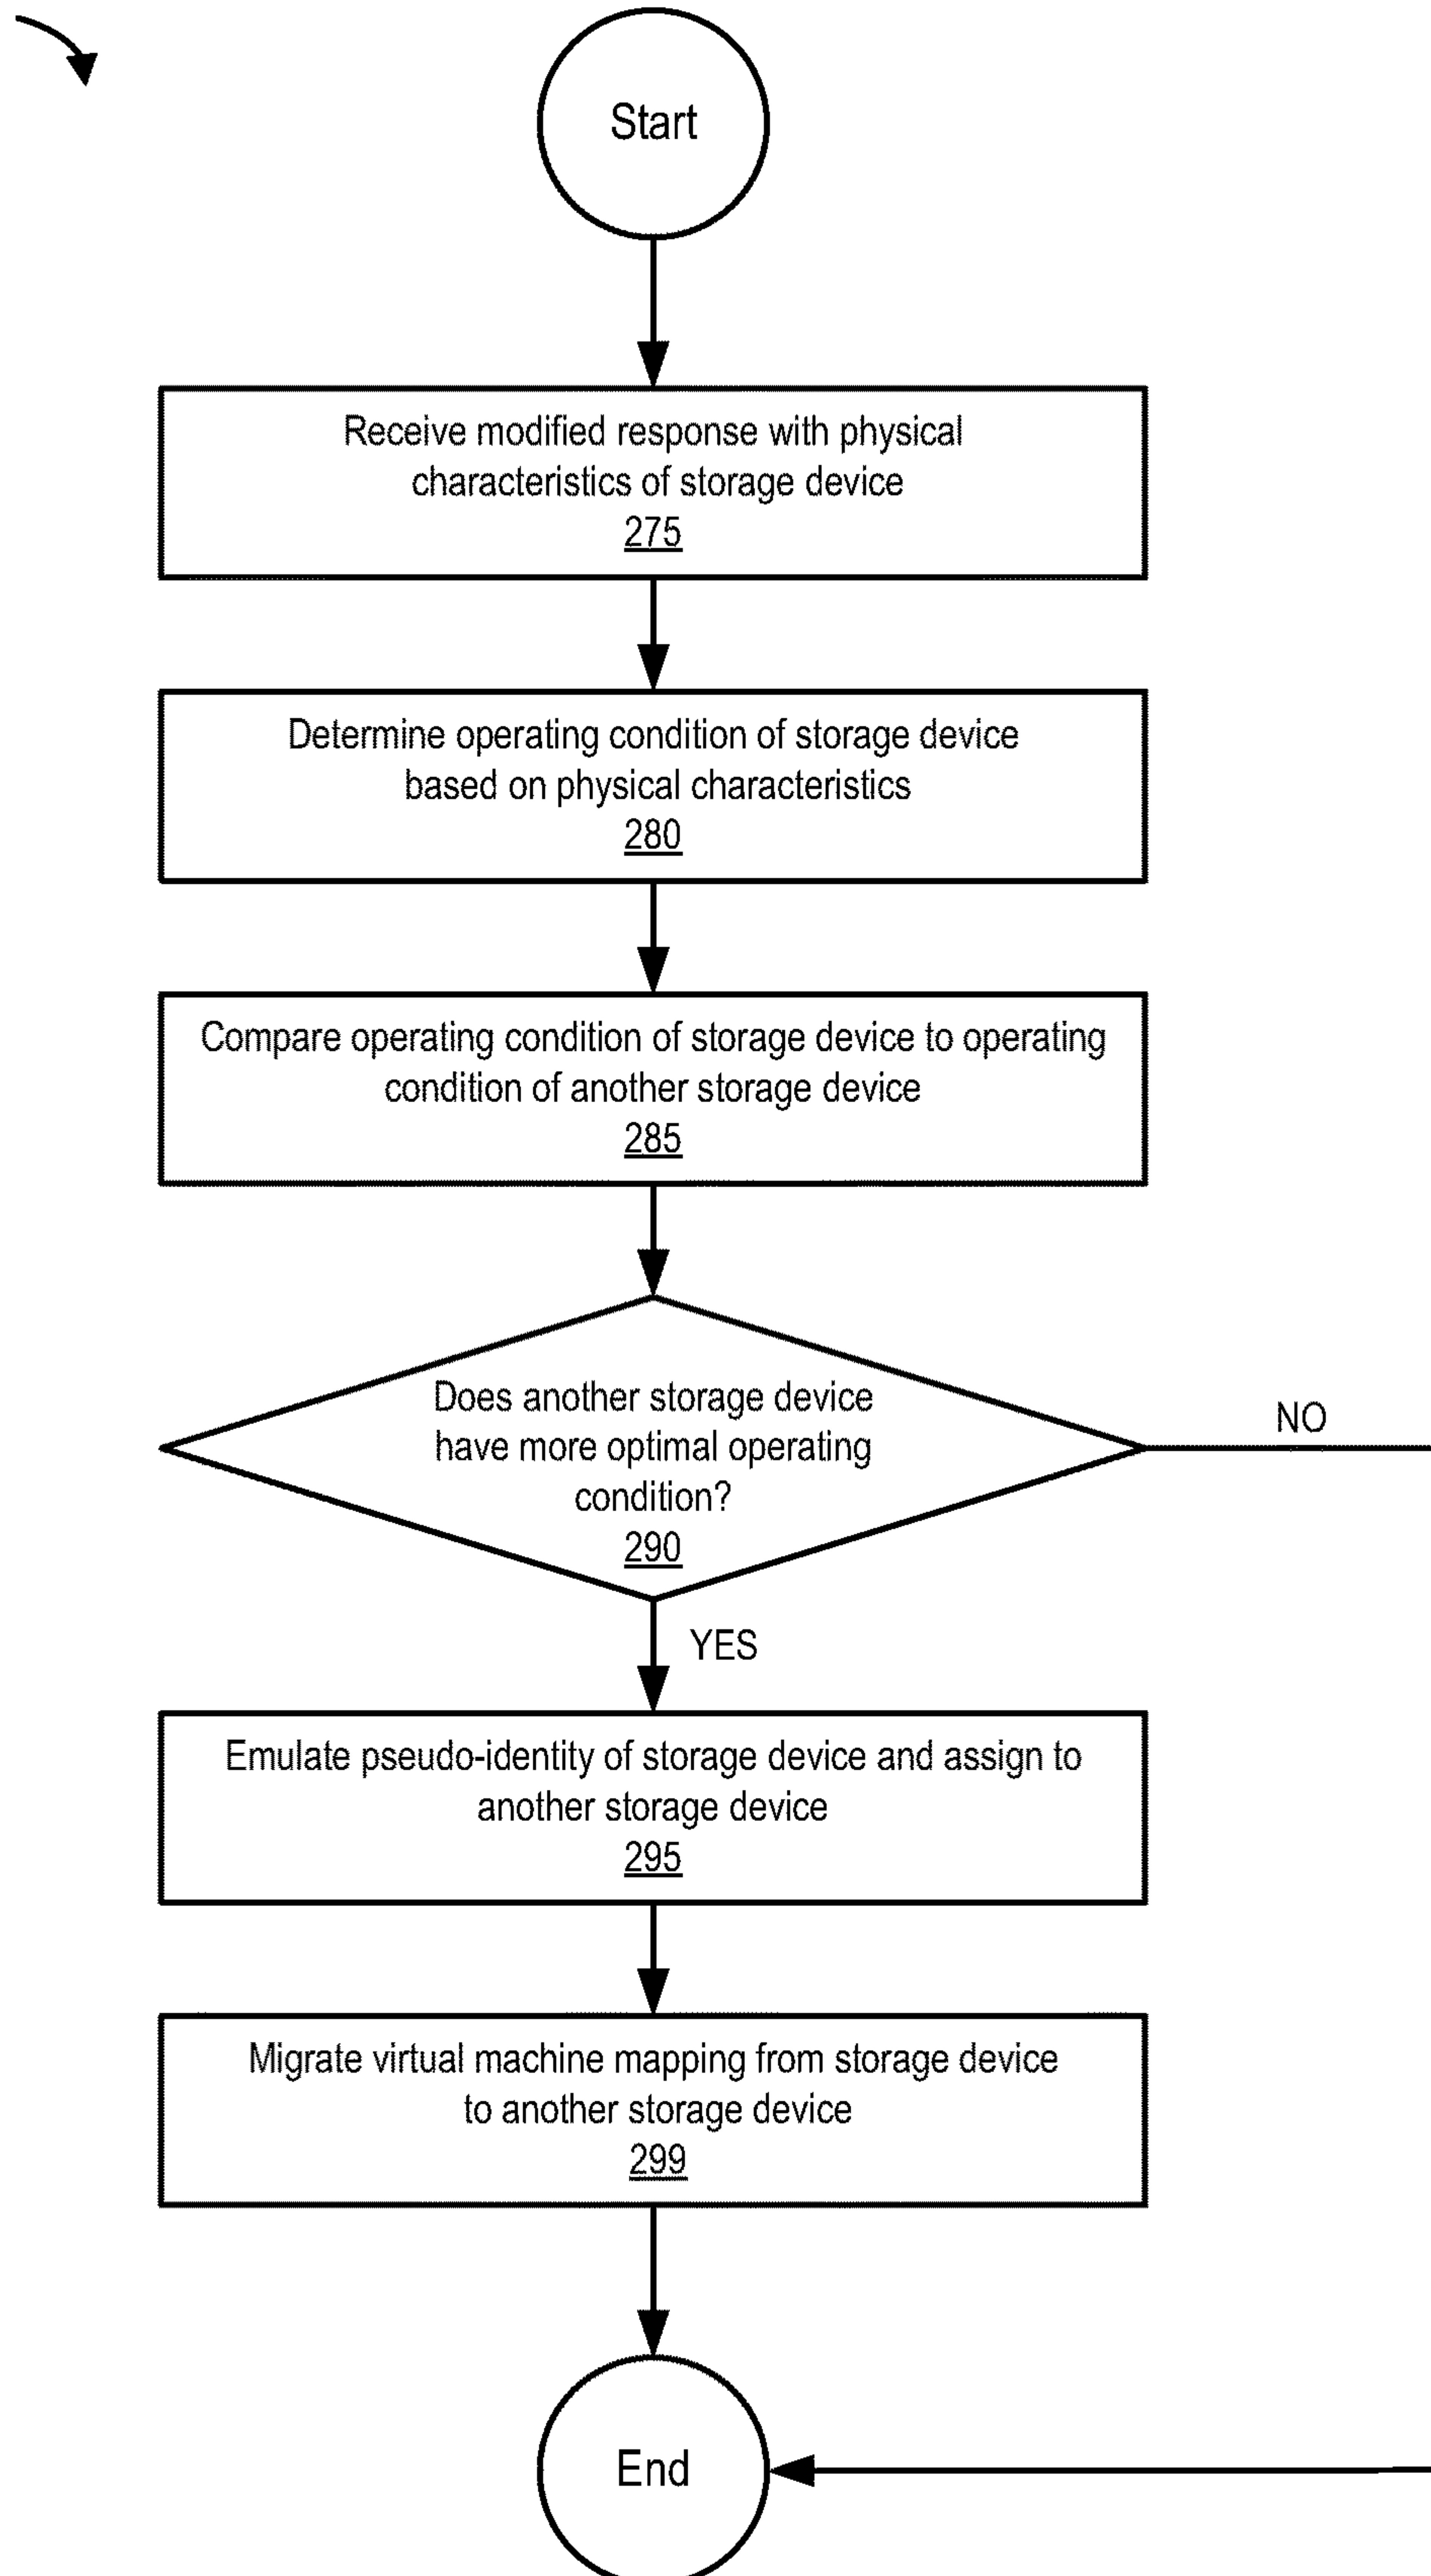 Start
Receive modified response with physical
characteristics of storage device
275
Determine operating condition of storage device
based on physical characteristics
280
Compare operating condition of storage device to operating
condition of another storage device
285
Does another storage device
have more optimal operating
condition?
290
NO
YES
Emulate pseudo-identity of storage device and assign to
another storage device
295
Migrate virtual machine mapping from storage device
to another storage device
299
End